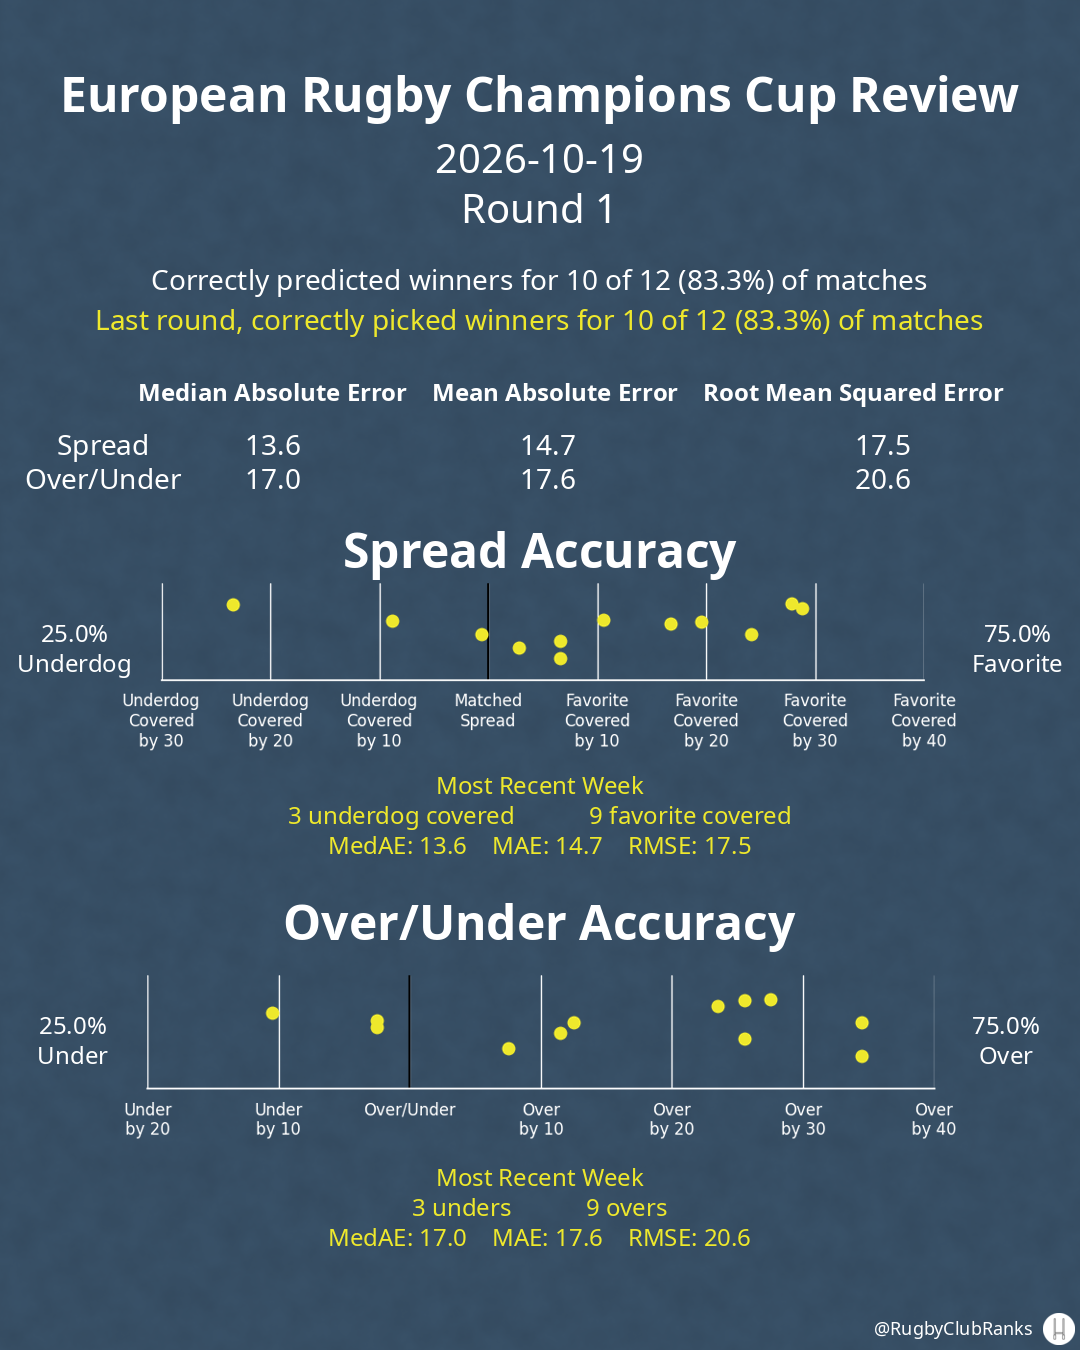 European Rugby Champions Cup Review
2026-10-19
Round 1
Correctly predicted winners for 10 of 12 (83.3%) of matches
Last round, correctly picked winners for 10 of 12 (83.3%) of matches
Median Absolute Error Mean Absolute Error Root Mean Squared Error
Spread 13.6 14.7 17.5
Over/Under 17.0 17.6 20.6
Spread Accuracy
25.0% 75.0%
Underdog Favorite
Underdog Underdog Underdog Matched Favorite Favorite Favorite Favorite
Covered Covered Covered Spread Covered Covered Covered Covered
by 30 by 20 by 10 by 10 by 20 by 30 by 40
Most Recent Week
3 underdog covered 9 favorite covered
MedAE: 13.6 MAE: 14.7 RMSE: 17.5
Over/Under Accuracy
25.0% 75.0%
Under Over
Under Under Over/Under Over Over Over Over
by 20 by 10 by 10 by 20 by 30 by 40
Most Recent Week
3 unders 9 overs
MedAE: 17.0 MAE: 17.6 RMSE: 20.6
@RugbyClubRanks